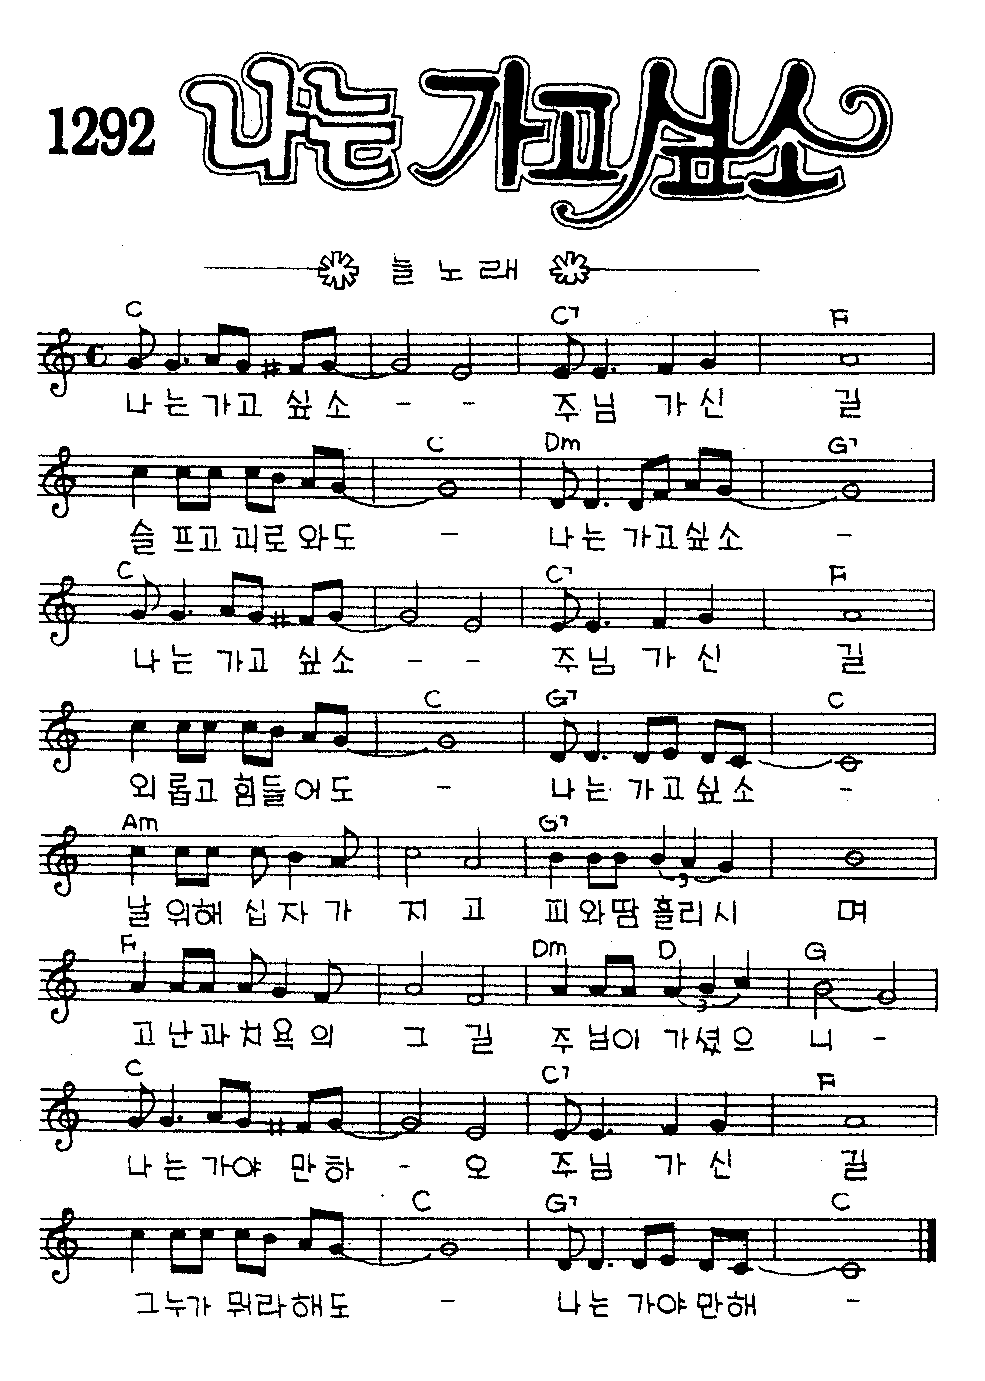 1292 나는 가고싶소
늘 노래
C C7 F
나 는 가고 싶 소 - - 주 님 가 신 길
C Dm G7
슬 프고 괴로 와도 - 나 는 가고싶소 -
C C7 F
나 는 가고 싶 소 - - 주 님 가 신 길
C G7 C
외 롭고 힘들 어도 - 나 는 가고 싶소 -
Am G7
날 위해 십 자 가 지 고 피 와땀 흘리시 며
3
F Dm D G
고 난과 치 욕 의 그 길 주 님이 가셨으 니 -
3
C C7 F
나 는 가야 만 하 - 오 주 님 가 신 길
C G7 C
그누가 뭐라해도 - 나 는 가야만해 -